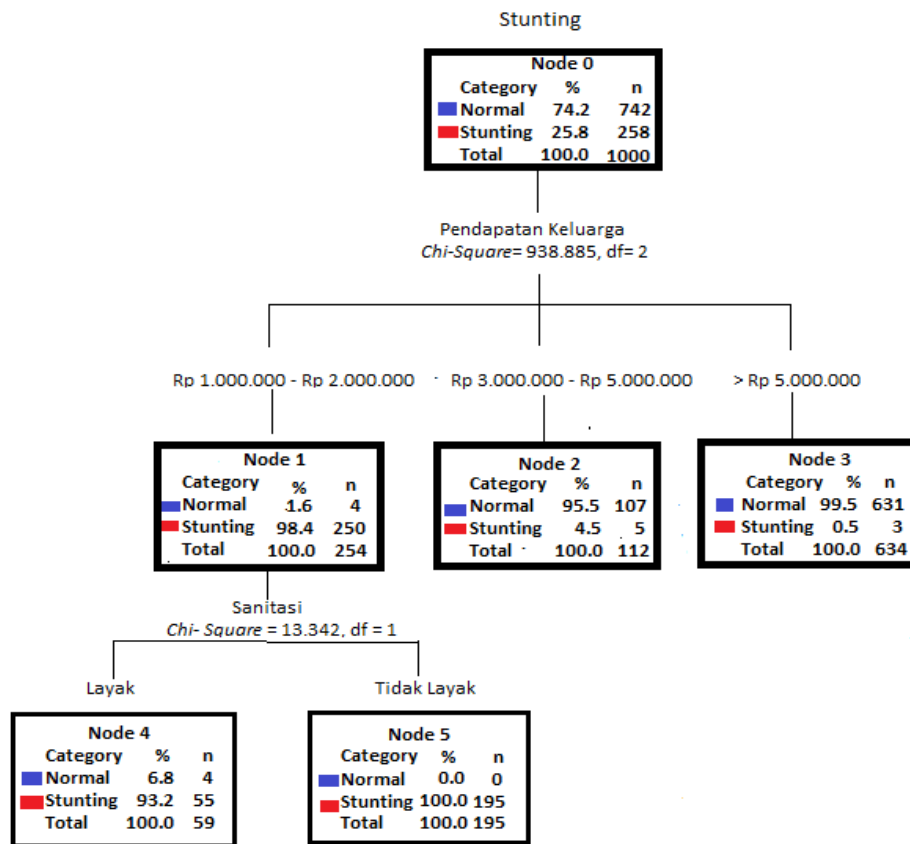 Stunting
Node 0
Category % n
Normal 74.2 742
Stunting 25.8 258
Total 100.0 1000
Pendapatan Keluarga
Chi-Square= 938.885, df= 2
Rp 1.000.000 - Rp 2.000.000
Rp 3.000.000 - Rp 5.000.000
> Rp 5.000.000
Node 1
Category % n
Normal 1.6 4
Stunting 98.4 250
Total 100.0 254
Node 2
Category % n
Normal 95.5 107
Stunting 4.5 5
Total 100.0 112
Node 3
Category % n
Normal 99.5 631
Stunting 0.5 3
Total 100.0 634
Sanitasi
Chi- Square = 13.342, df = 1
Layak
Tidak Layak
Node 4
Category % n
Normal 6.8 4
Stunting 93.2 55
Total 100.0 59
Node 5
Category % n
Normal 0.0 0
Stunting 100.0 195
Total 100.0 195